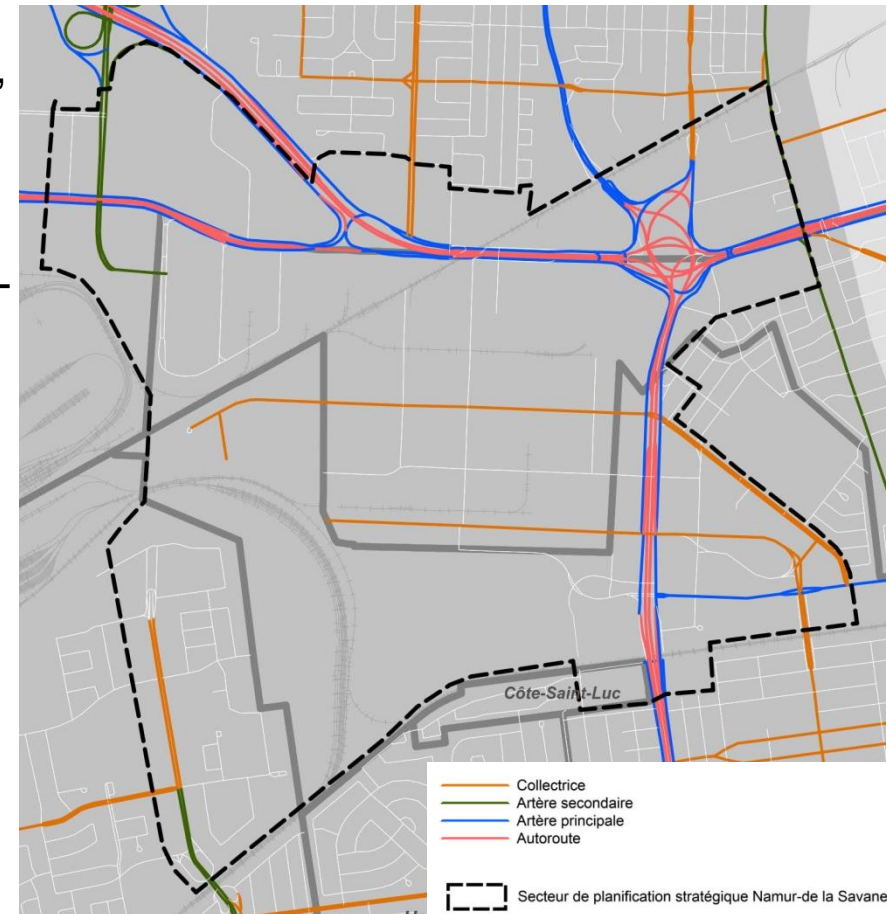 Côte-Saint-Luc
Collectrice
Artère secondaire
Artère principale
Autoroute
Secteur de planification stratégique Namur-de la Savane